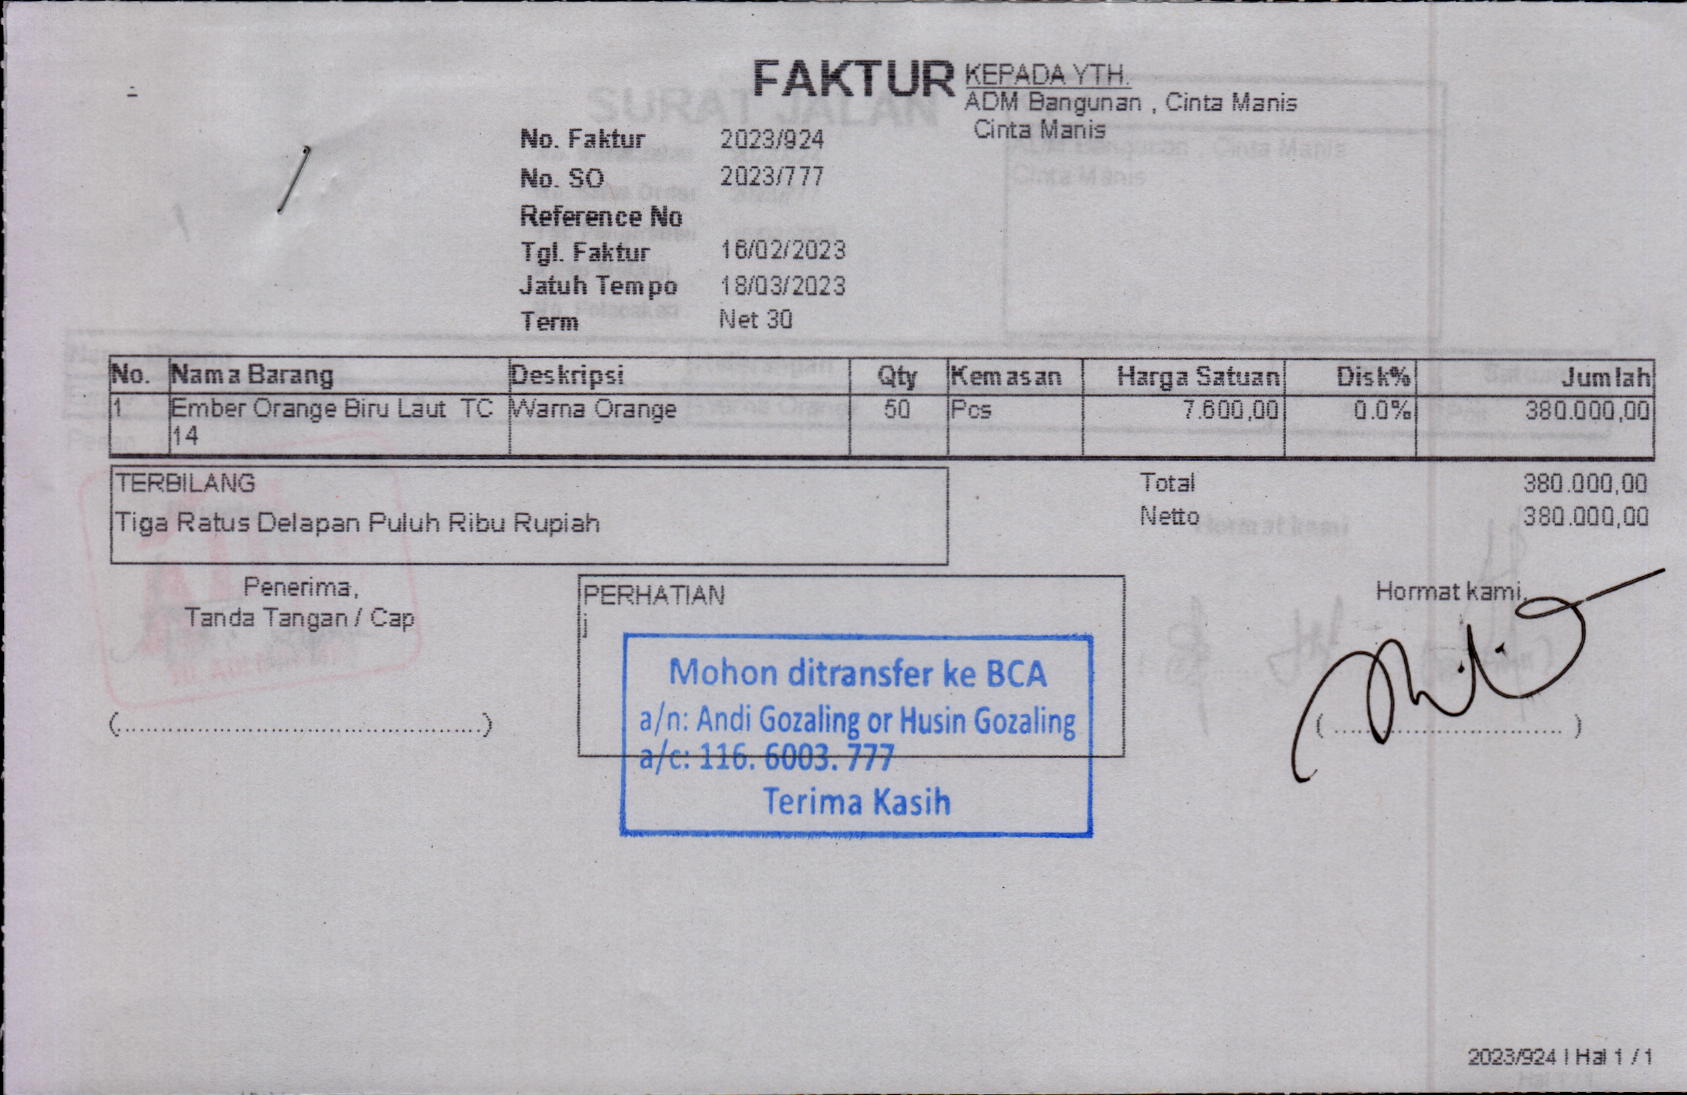 FAKTUR
KEPADA YTH.
ADM Bangunan , Cinta Manis
Cinta Manis
No. Faktur 2023/924
No. SO 2023/777
Reference No
Tgl. Faktur 16/02/2023
Jatuh Tempo 18/03/2023
Term Net 30
No. Nama Barang Deskripsi Qty Kemasan Harga Satuan Disk% Jumlah
1 Ember Orange Biru Laut TC Warna Orange 50 Pcs 7.600,00 0.0% 380.000,00
14
TERBILANG
Tiga Ratus Delapan Puluh Ribu Rupiah
Total 380.000,00
Netto 380.000,00
Penerima,
Tanda Tangan / Cap
(................................................)
PERHATIAN
j
Mohon ditransfer ke BCA
a/n: Andi Gozaling or Husin Gozaling
a/c: 116. 6003. 777
Terima Kasih
Hormat kami,
( .............................. )
2023/924 | Hal 1 / 1